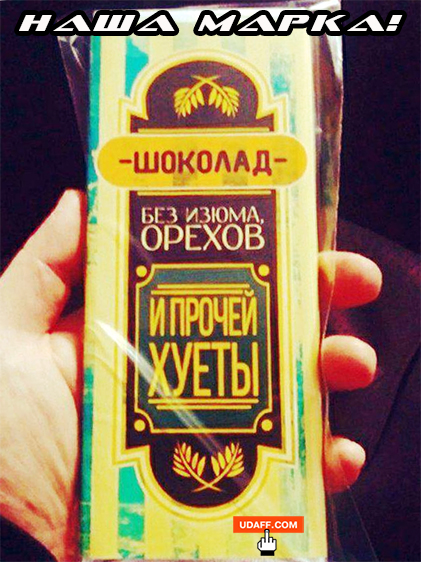 НАША МАРКА!
-ШОКОЛАД-
БЕЗ ИЗЮМА,
ОРЕХОВ
И ПРОЧЕЙ
ХУЕТЫ
UDAFF.COM